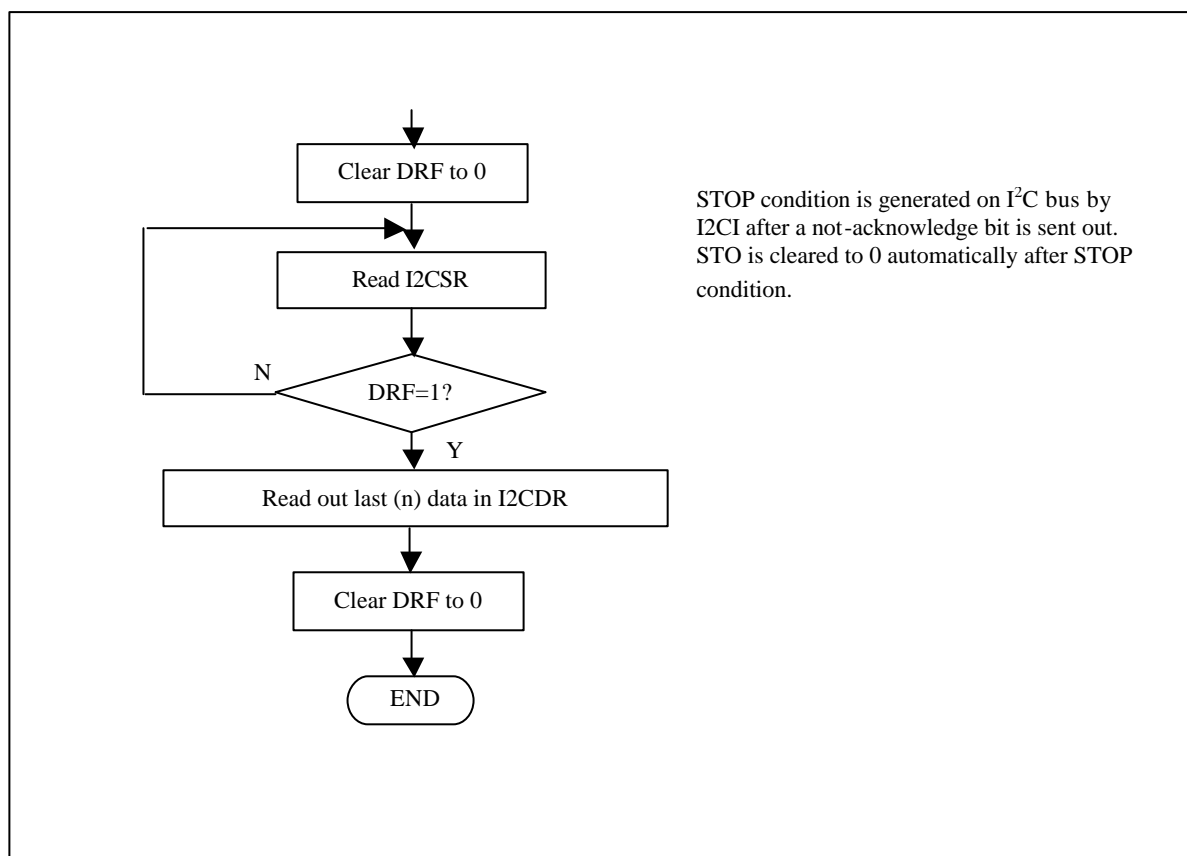 Clear DRF to 0
STOP condition is generated on I²C bus by
I2CI after a not-acknowledge bit is sent out.
STO is cleared to 0 automatically after STOP
condition.
Read I2CSR
N
DRF=1?
Y
Read out last (n) data in I2CDR
Clear DRF to 0
END